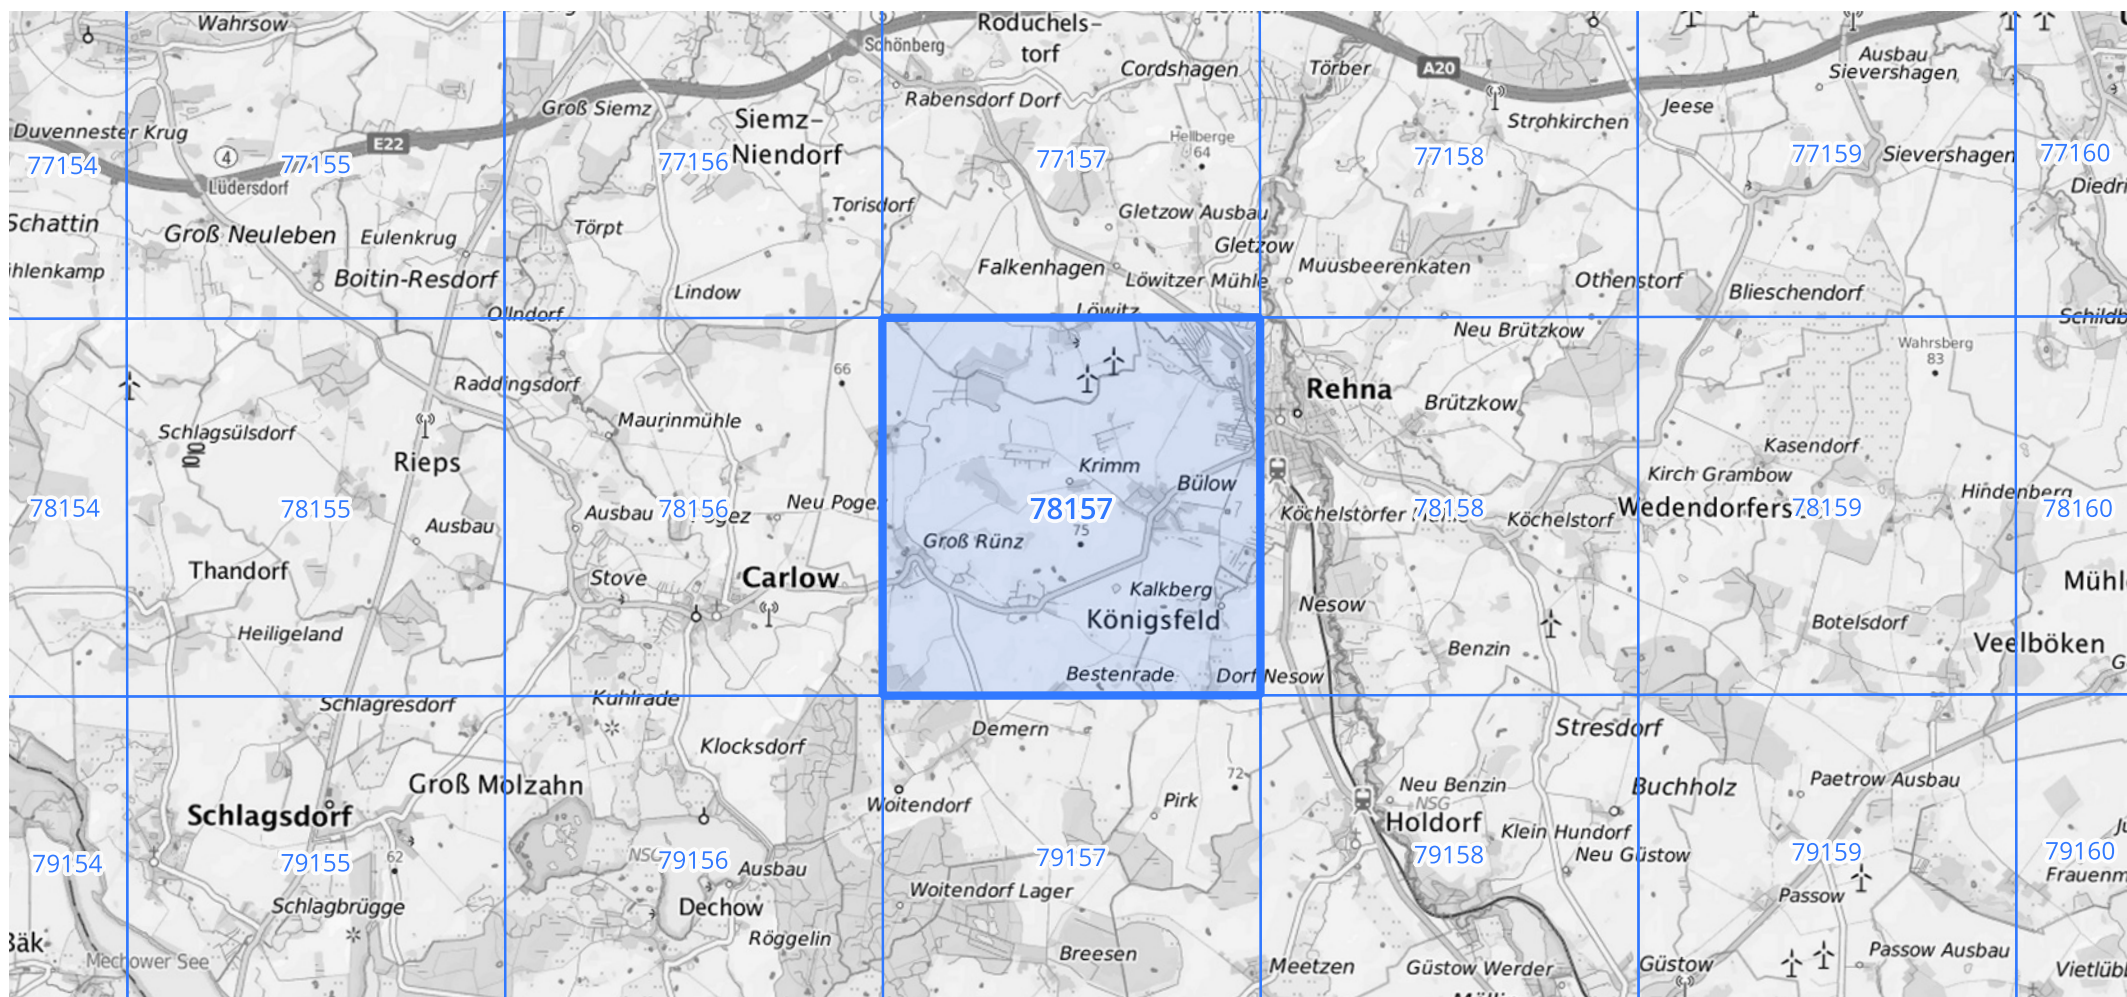 Wahrsow
Schönberg
Roduchels-
torf
Cordshagen
Törber
A20
Ausbau
Sievershagen
Rabensdorf Dorf
Groß Siemz
Siemz-
Niendorf
Jeese
Strohkirchen
Duvennester Krug
4
E22
Hellberge
64
77154
77155
77156
77157
77158
77159
Sievershagen
77160
Lüdersdorf
Schattin
Groß Neuleben
Eulenkrug
Törpt
Torisdorf
Gletzow Ausbau
Gletzow
Boitin-Resdorf
Lindow
Falkenhagen
Löwitzer Mühle
Muusbeerenkaten
Othenstorf
Blieschendorf
Ollndorf
Löwitz
Neu Brützkow
Wahrsberg
83
66
Raddingsdorf
Rehna
Brützkow
Maurinmühle
Schlagsülsdorf
Rieps
Krimm
Bülow
Kasendorf
Kirch Grambow
Hindenberg
78154
78155
Ausbau
78156
78157
78158
Köchelstorf
78159
78160
Ausbau
75
Groß Rünz
Thandorf
Stove
Carlow
Kalkberg
Königsfeld
Nesow
Botelsdorf
Heiligeland
Benzin
Veelböken
Bestenrade
Dorf Nesow
Schlagresdorf
Kuhlrade
Demern
Stresdorf
Klocksdorf
72
Groß Molzahn
Woitendorf
Pirk
Neu Benzin
NSG
Buchholz
Paetrow Ausbau
Schlagsdorf
Holdorf
Klein Hundorf
Neu Güstow
62
79154
79155
NSG
79156
79157
79158
79159
79160
Ausbau
Woitendorf Lager
Passow
Schlagbrügge
Dechow
Röggelin
Breesen
Passow Ausbau
Mechower See
Meetzen
Güstow Werder
Güstow